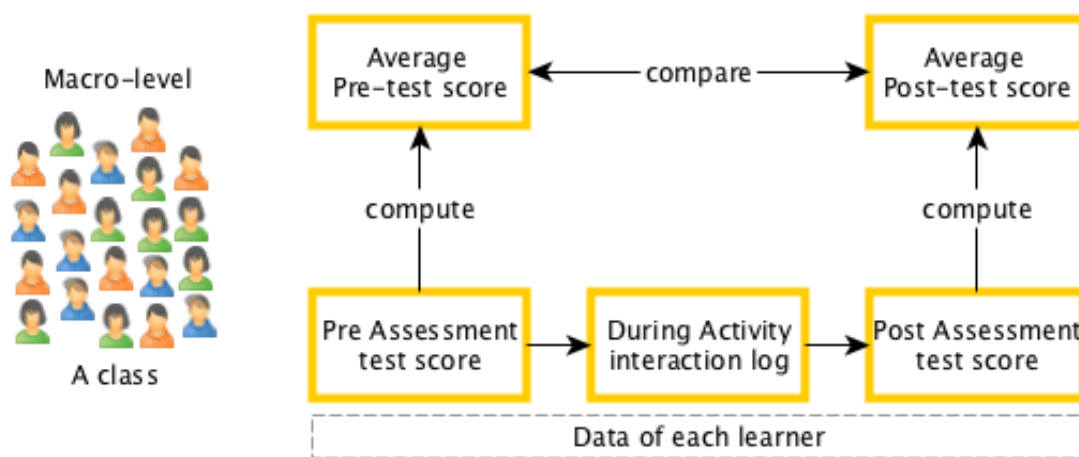 Macro-level
A class
Average
Pre-test score
compare
Average
Post-test score
compute
compute
Pre Assessment
test score
During Activity
interaction log
Post Assessment
test score
Data of each learner